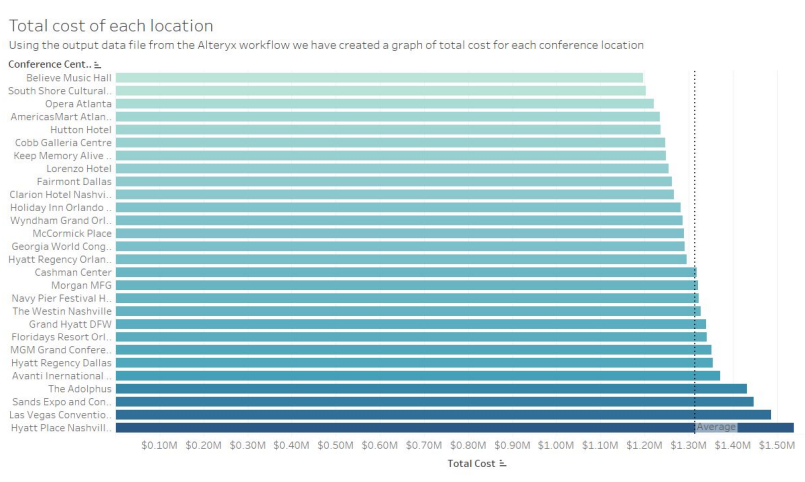 Total cost of each location
Using the output data file from the Alteryx workflow we have created a graph of total cost for each conference location
Conference Cent..
Believe Music Hall
South Shore Cultural..
Opera Atlanta
AmericasMart Atlan..
Hutton Hotel
Cobb Galleria Centre
Keep Memory Alive ..
Lorenzo Hotel
Fairmont Dallas
Clarion Hotel Nashvi..
Holiday Inn Orlando ..
Wyndham Grand Orl..
McCormick Place
Georgia World Cong..
Hyatt Regency Orlan..
Cashman Center
Morgan MFG
Navy Pier Festival H..
The Westin Nashville
Grand Hyatt DFW
Floridays Resort Orl..
MGM Grand Confere..
Hyatt Regency Dallas
Avanti Inernational ..
The Adolphus
Sands Expo and Con..
Las Vegas Conventio..
Hyatt Place Nashvill..
Average
$0.10M $0.20M $0.30M $0.40M $0.50M $0.60M $0.70M $0.80M $0.90M $1.00M $1.10M $1.20M $1.30M $1.40M $1.50M
Total Cost